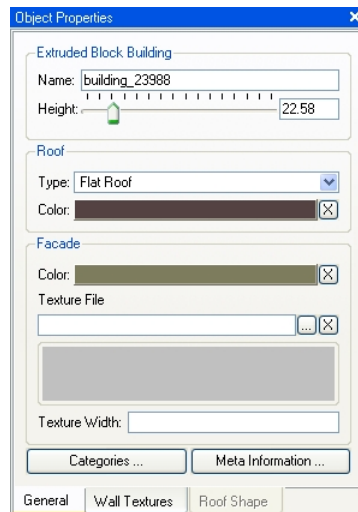 Object Properties
Extruded Block Building
Name: building_23988
Height: 22.58
Roof
Type: Flat Roof
Color: X
Facade
Color: X
Texture File
... X
Texture Width:
Categories ... Meta Information ...
General Wall Textures Roof Shape